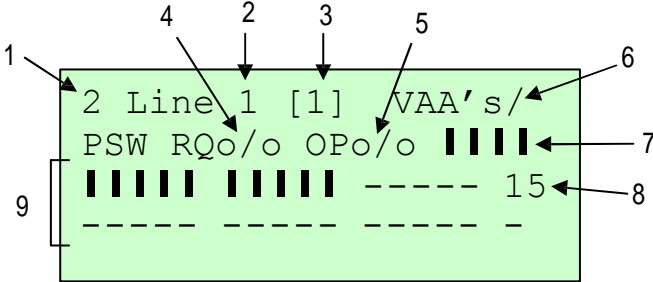 4 2 3 5
1 6
2 Line 1 [1] VAA's/
PSW RQo/o OPo/o ▌▌▌▌ 7
▌▌▌▌▌ ▌▌▌▌▌ ----- 15 8
9
----- ----- ----- -